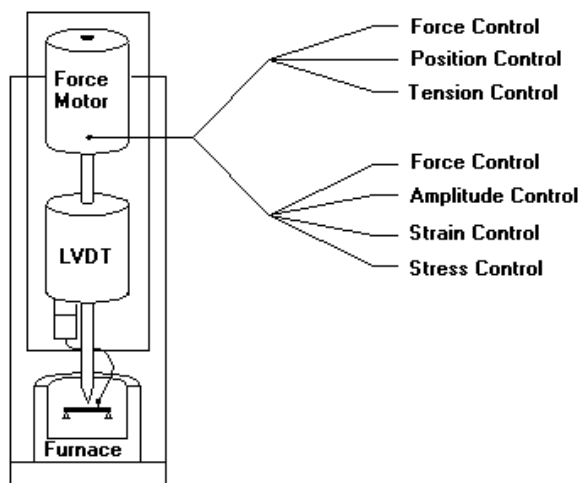 Force
Motor
LVDT
Furnace
Force Control
Position Control
Tension Control
Force Control
Amplitude Control
Strain Control
Stress Control